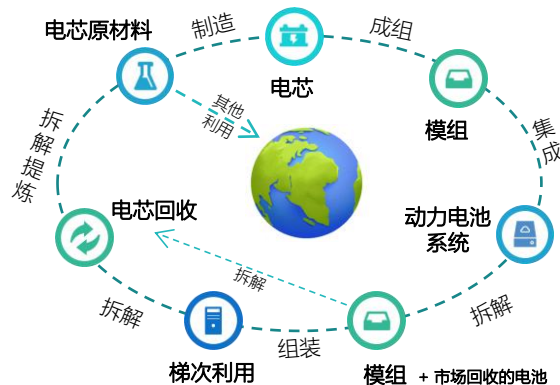 电芯原材料
制造
电芯
成组
模组
集成
动力电池
系统
拆解
模组 + 市场回收的电池
拆解
组装
梯次利用
拆解
电芯回收
拆解提炼
其他
利用